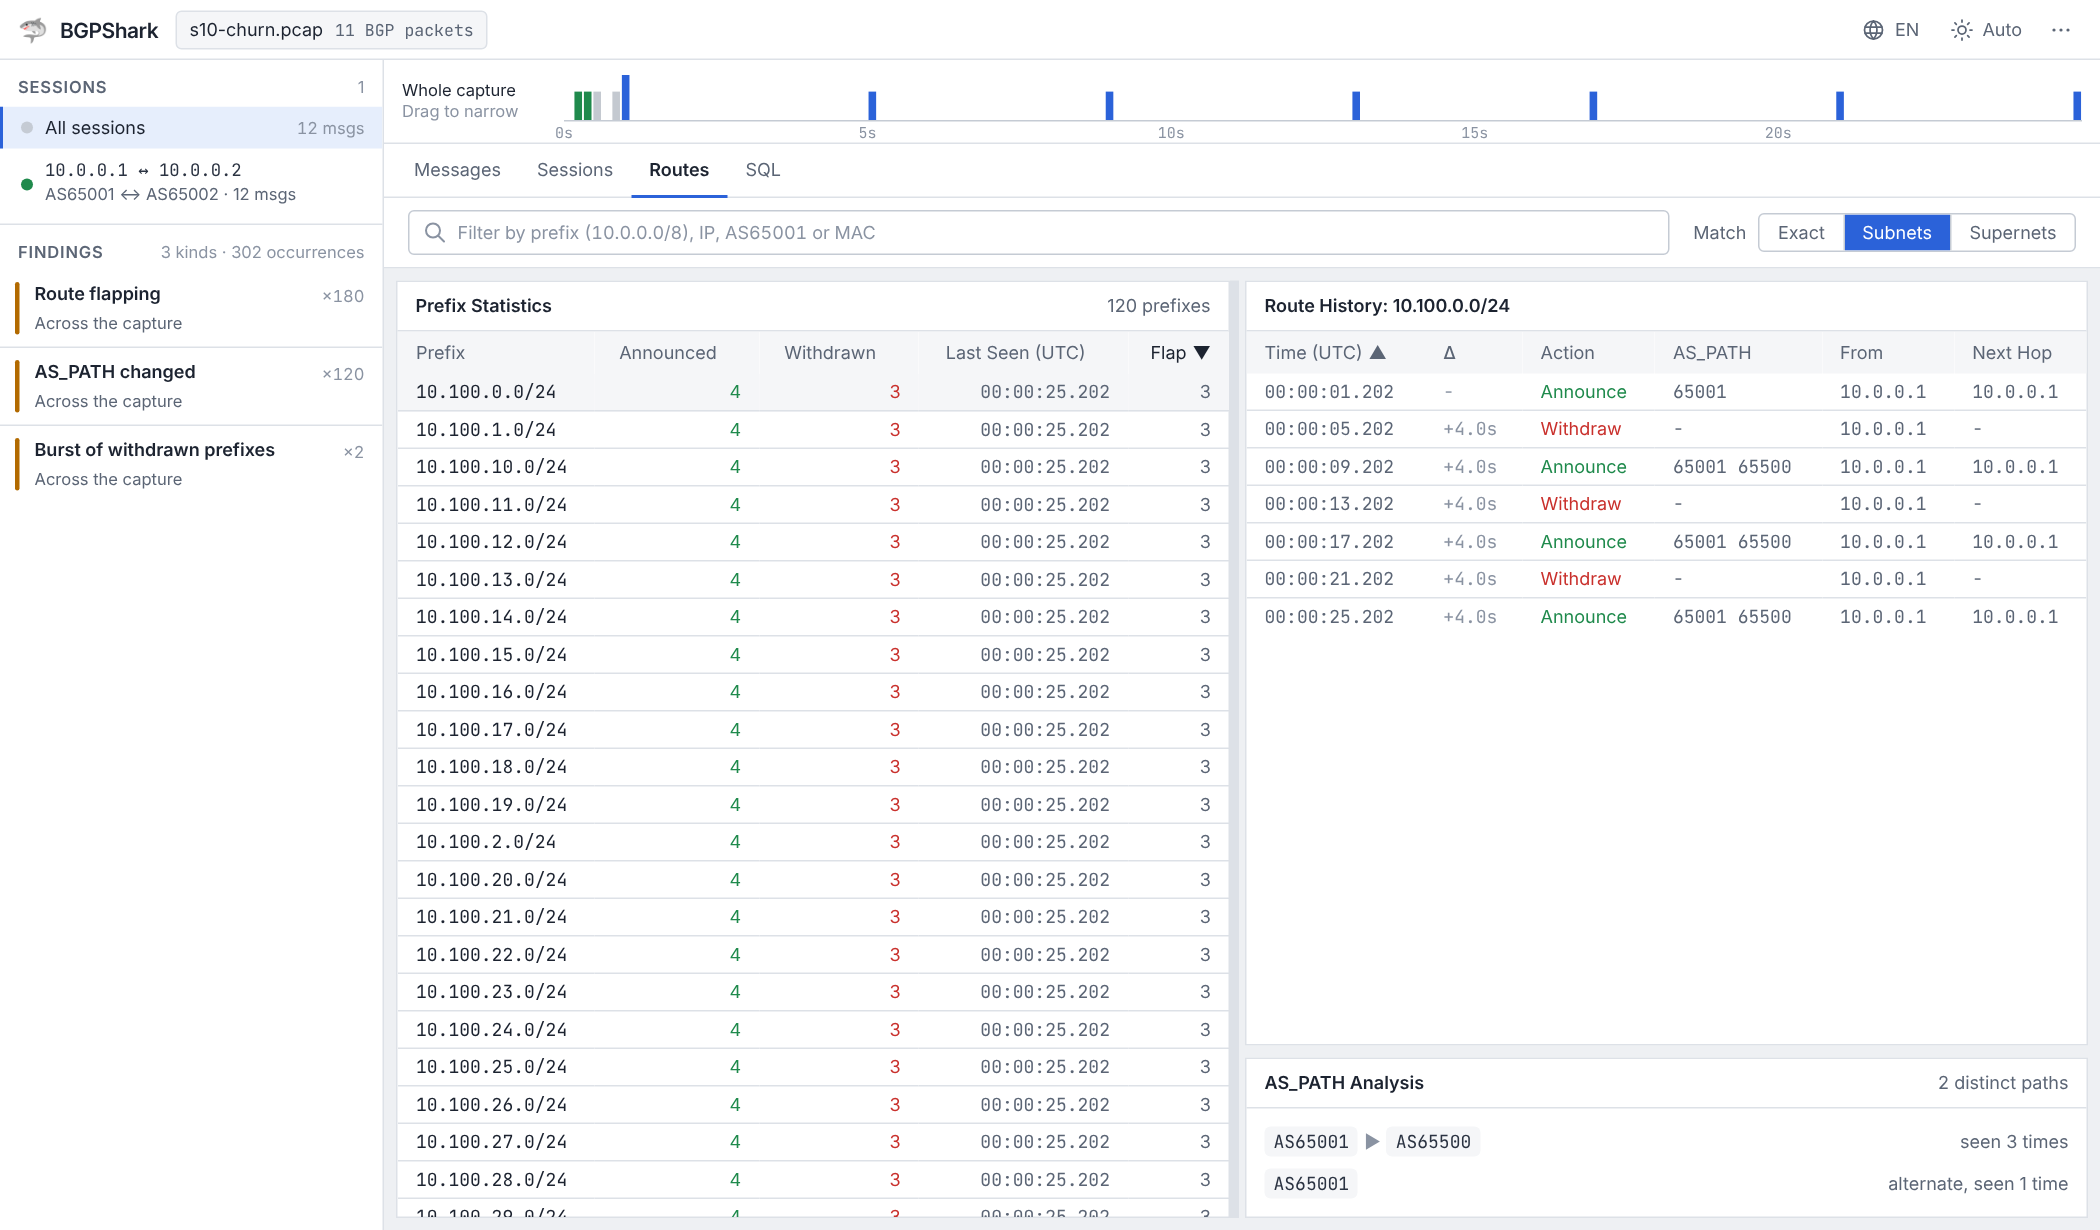 BGPShark
s10-churn.pcap 11 BGP packets
EN
Auto
SESSIONS 1
All sessions 12 msgs
10.0.0.1 ↔ 10.0.0.2
AS65001 <-> AS65002 · 12 msgs
FINDINGS 3 kinds · 302 occurrences
Route flapping ×180
Across the capture
AS_PATH changed ×120
Across the capture
Burst of withdrawn prefixes ×2
Across the capture
Whole capture
Drag to narrow
0s 5s 10s 15s 20s
Messages Sessions Routes SQL
Filter by prefix (10.0.0.0/8), IP, AS65001 or MAC
Match Exact Subnets Supernets
Prefix Statistics 120 prefixes
Prefix Announced Withdrawn Last Seen (UTC) Flap ▼
10.100.0.0/24 4 3 00:00:25.202 3
10.100.1.0/24 4 3 00:00:25.202 3
10.100.10.0/24 4 3 00:00:25.202 3
10.100.11.0/24 4 3 00:00:25.202 3
10.100.12.0/24 4 3 00:00:25.202 3
10.100.13.0/24 4 3 00:00:25.202 3
10.100.14.0/24 4 3 00:00:25.202 3
10.100.15.0/24 4 3 00:00:25.202 3
10.100.16.0/24 4 3 00:00:25.202 3
10.100.17.0/24 4 3 00:00:25.202 3
10.100.18.0/24 4 3 00:00:25.202 3
10.100.19.0/24 4 3 00:00:25.202 3
10.100.2.0/24 4 3 00:00:25.202 3
10.100.20.0/24 4 3 00:00:25.202 3
10.100.21.0/24 4 3 00:00:25.202 3
10.100.22.0/24 4 3 00:00:25.202 3
10.100.23.0/24 4 3 00:00:25.202 3
10.100.24.0/24 4 3 00:00:25.202 3
10.100.25.0/24 4 3 00:00:25.202 3
10.100.26.0/24 4 3 00:00:25.202 3
10.100.27.0/24 4 3 00:00:25.202 3
10.100.28.0/24 4 3 00:00:25.202 3
10.100.29.0/24 4 3 00:00:25.202 3
Route History: 10.100.0.0/24
Time (UTC) ▲ Δ Action AS_PATH From Next Hop
00:00:01.202 - Announce 65001 10.0.0.1 10.0.0.1
00:00:05.202 +4.0s Withdraw - 10.0.0.1 -
00:00:09.202 +4.0s Announce 65001 65500 10.0.0.1 10.0.0.1
00:00:13.202 +4.0s Withdraw - 10.0.0.1 -
00:00:17.202 +4.0s Announce 65001 65500 10.0.0.1 10.0.0.1
00:00:21.202 +4.0s Withdraw - 10.0.0.1 -
00:00:25.202 +4.0s Announce 65001 65500 10.0.0.1 10.0.0.1
AS_PATH Analysis 2 distinct paths
AS65001 ▶ AS65500 seen 3 times
AS65001 alternate, seen 1 time